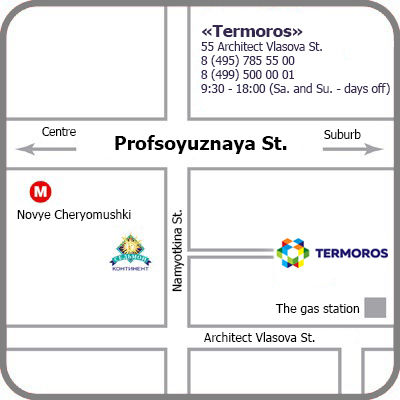 «Termoros»
55 Architect Vlasova St.
8 (495) 785 55 00
8 (499) 500 00 01
9:30 - 18:00 (Sa. and Su. - days off)
Centre
Suburb
Profsoyuznaya St.
M
Novye Cheryomushki
Namyotkina St.
СЕДЬМОЙ
КОНТИНЕНТ
TERMOROS
The gas station
Architect Vlasova St.